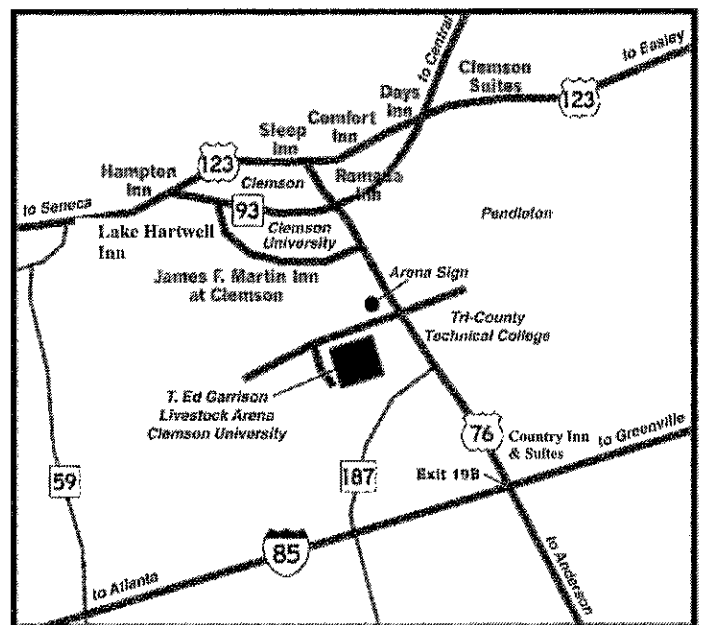 to Central
to Easley
Clemson
Suites
Days
Inn
123
Comfort
Inn
Sleep
Inn
123
Hampton
Inn
Clemson
Ramada
Inn
to Seneca
93
Pendleton
Lake Hartwell
Inn
Clemson
University
James F. Martin Inn
at Clemson
Arena Sign
Tri-County
Technical College
T. Ed Garrison
Livestock Arena
Clemson University
76
Country Inn
& Suites
to Greenville
59
187
Exit 19B
85
to Atlanta
to Anderson